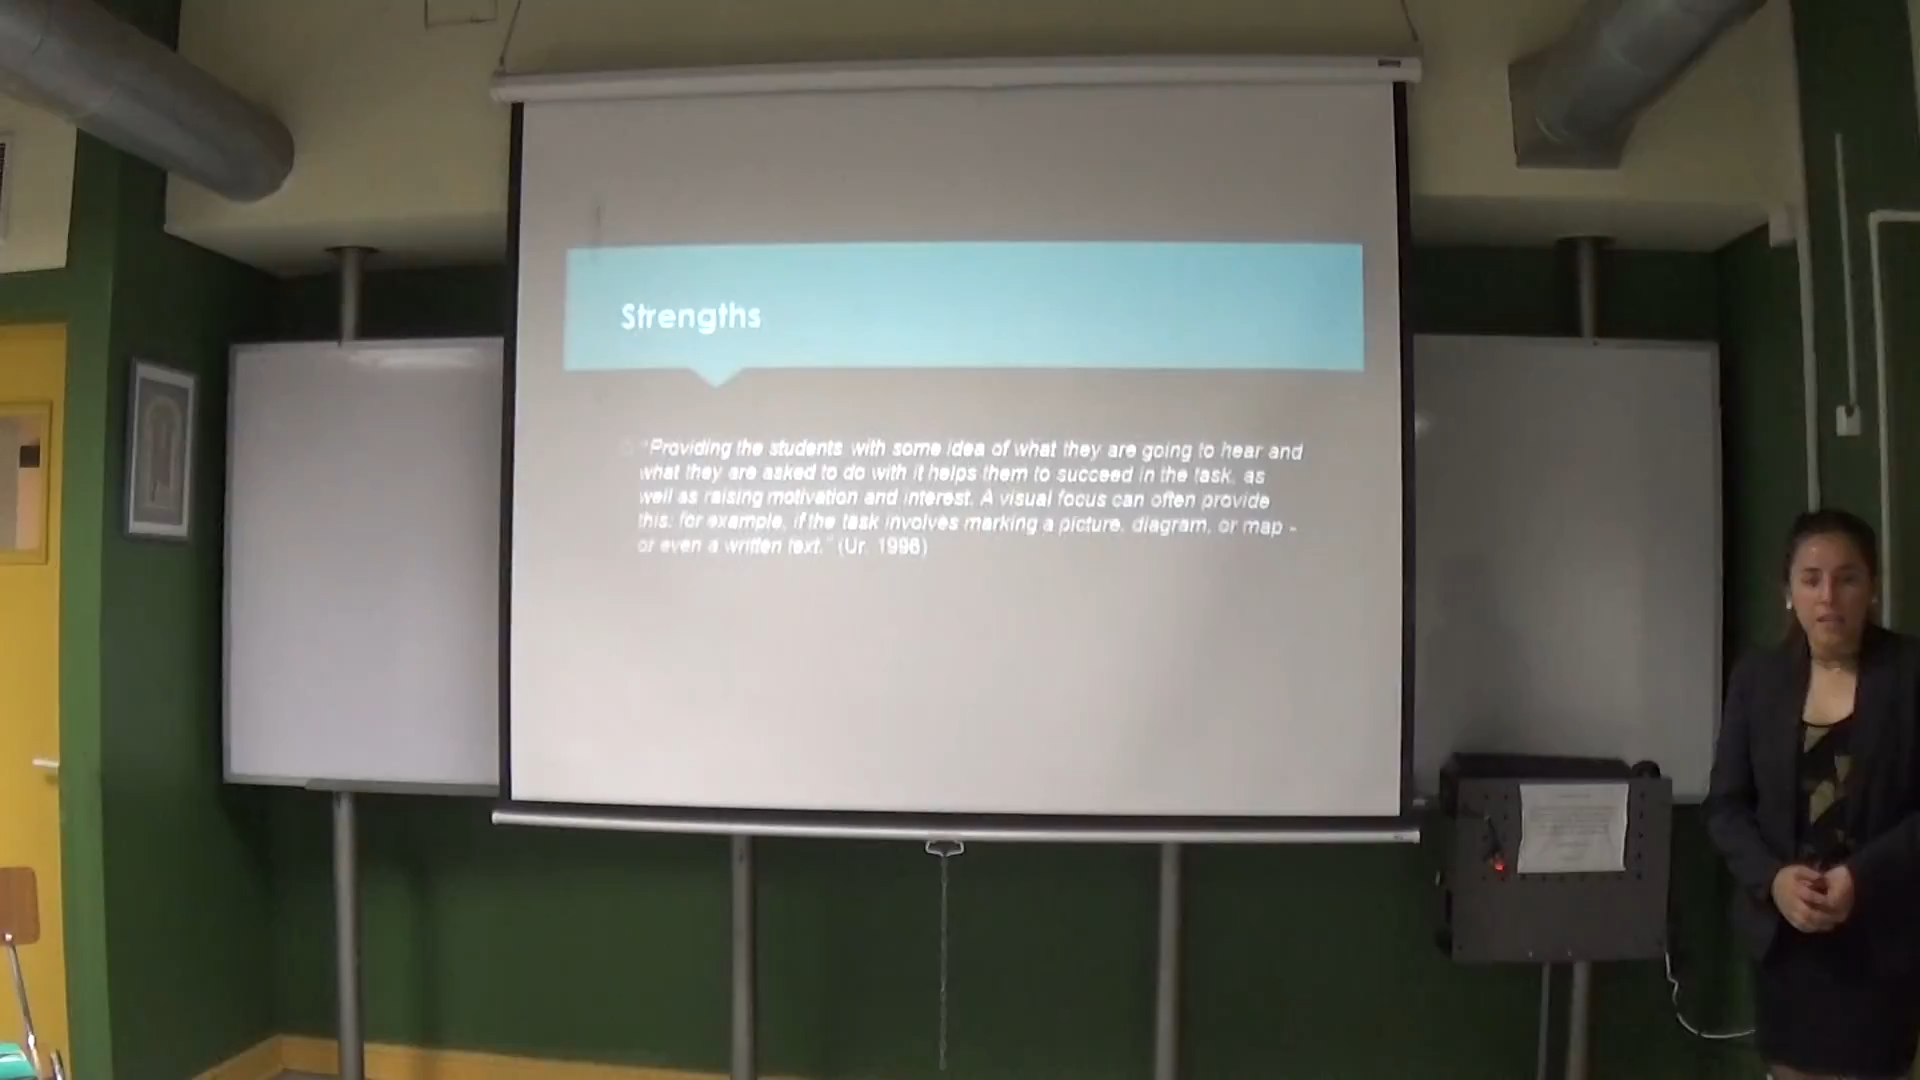 Strengths
"Providing the students with some idea of what they are going to hear and
what they are asked to do with it helps them to succeed in the task, as
well as raising motivation and interest. A visual focus can often provide
this: for example, if the task involves marking a picture, diagram, or map -
or even a written text." (Ur, 1996)